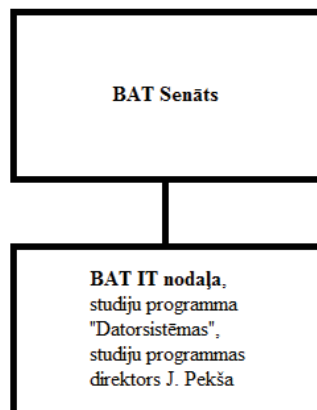 BAT Senāts
BAT IT nodaļa,
studiju programma
"Datorsistēmas",
studiju programmas
direktors J. Pekša